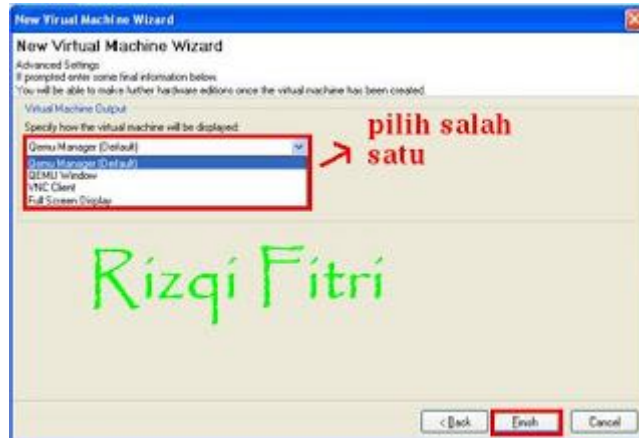 New Virual Machine Wizard
New Virtual Machine Wizard
Advanced Settings
If prompted enter some final information below.
You will be able to make further hardware editions once the virtual machine has been created.
Virtual Machine Output
Specify how the virtual machine will be displayed:
Qemu Manager (Default)
Qemu Manager (Default)
QEMU Window
VNC Client
Full Screen Display
pilih salah
satu
Rizqi Fitri
< Back
Finish
Cancel